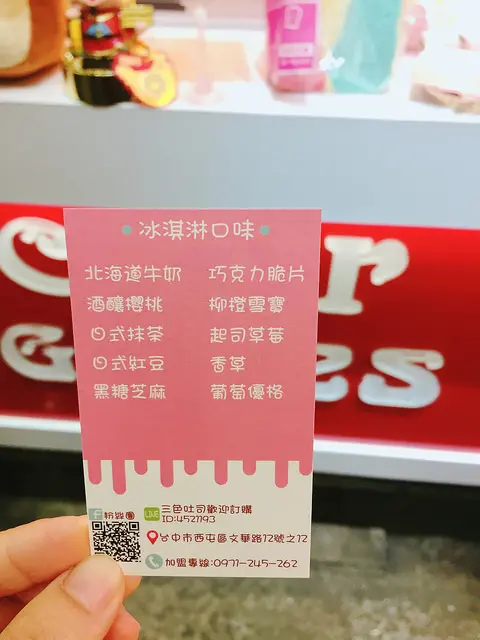 冰淇淋口味
北海道牛奶 巧克力脆片
酒釀櫻桃 柳橙雪寶
日式抹茶 起司草莓
日式紅豆 香草
黑糖芝麻 葡萄優格
粉絲團
LINE 三色吐司歡迎訂購
ID:4521193
台中市西屯區文華路12號之12
加盟專線:0971-245-262